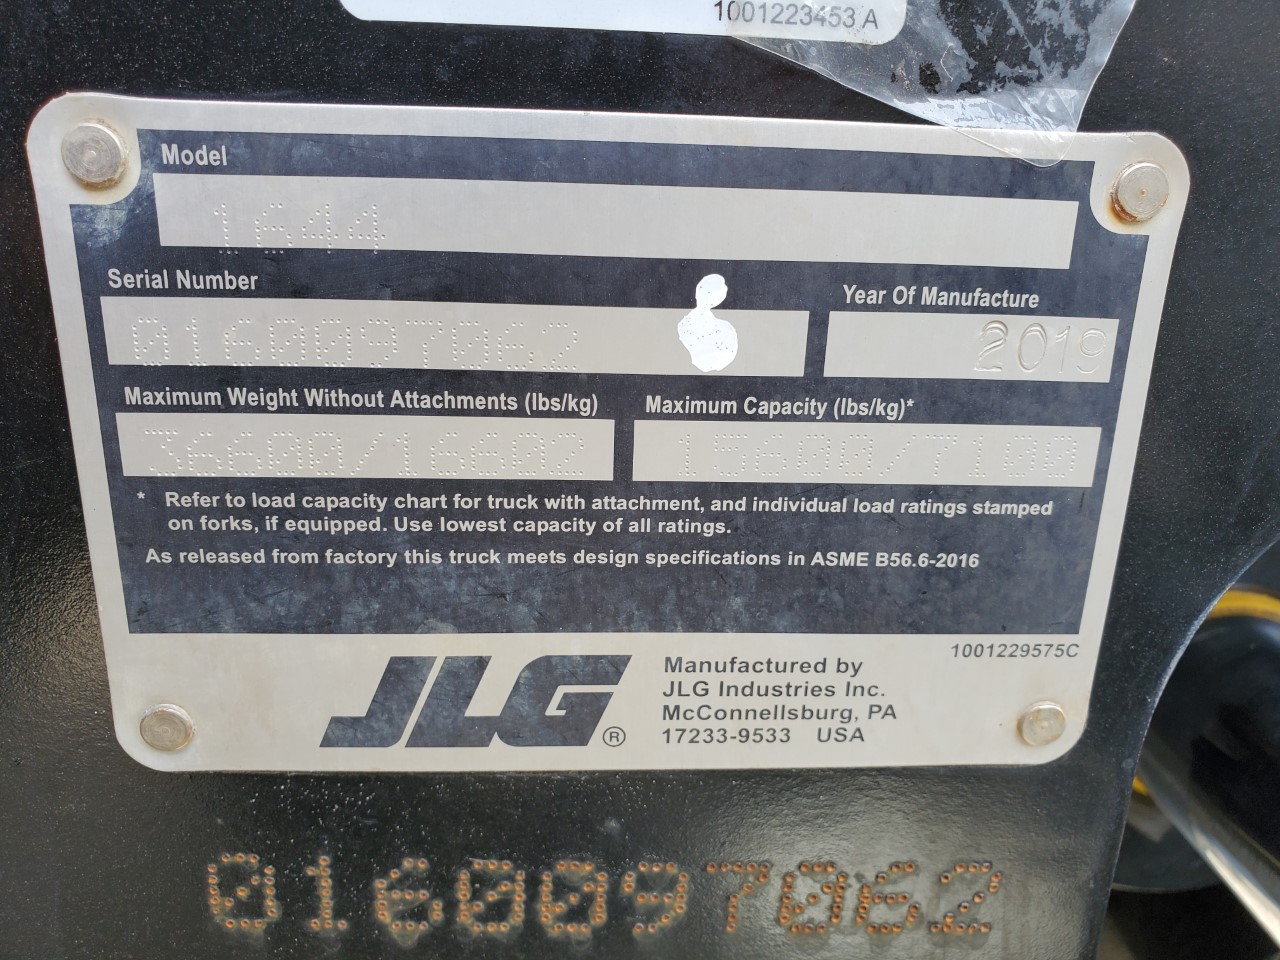 1001223453 A
Model
1644
Serial Number
0160097062
Year Of Manufacture
2019
Maximum Weight Without Attachments (lbs/kg)
36600/16602
Maximum Capacity (lbs/kg)*
15600/7100
* Refer to load capacity chart for truck with attachment, and individual load ratings stamped
on forks, if equipped. Use lowest capacity of all ratings.
As released from factory this truck meets design specifications in ASME B56.6-2016
1001229575C
JLG®
Manufactured by
JLG Industries Inc.
McConnellsburg, PA
17233-9533 USA
0160097062